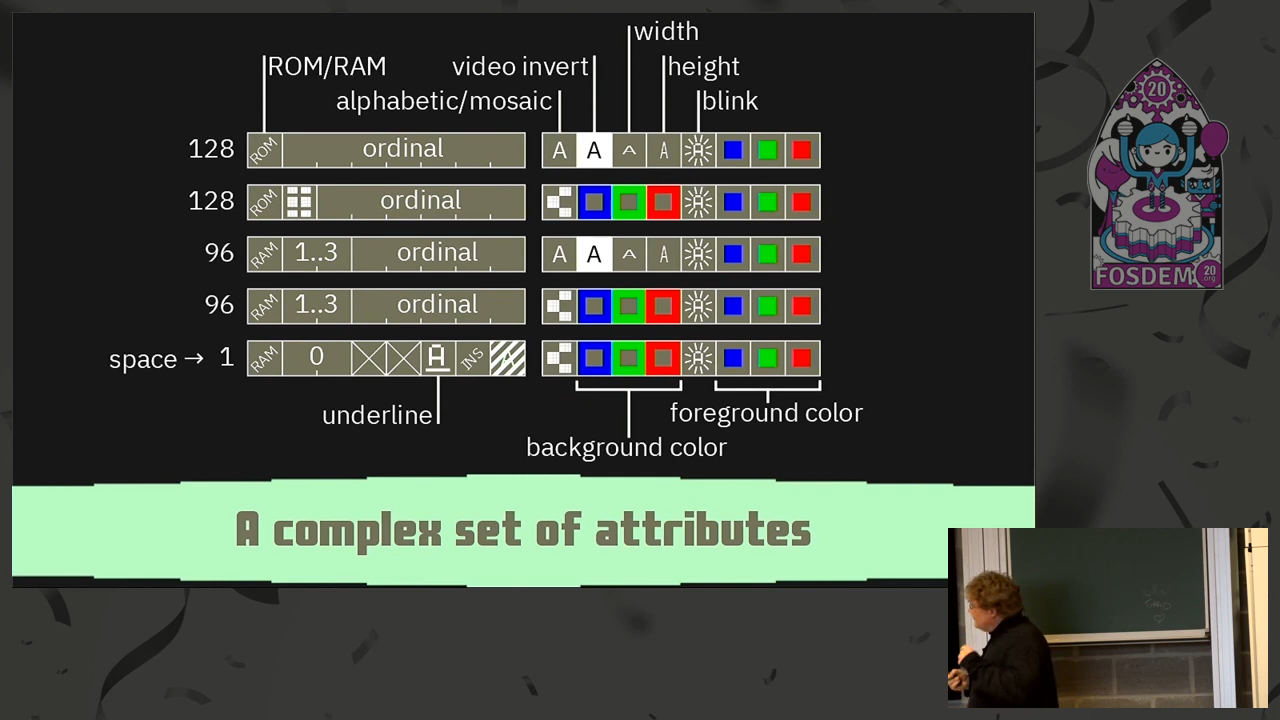 width
ROM/RAM video invert height
alphabetic/mosaic blink
128 ROM ordinal A A A A A
128 ROM ordinal A
96 RAM 1..3 ordinal A A A A A
96 RAM 1..3 ordinal A
space → 1 RAM 0 A INS A A
underline foreground color
background color
A complex set of attributes
20
FOSDEM 20
.org